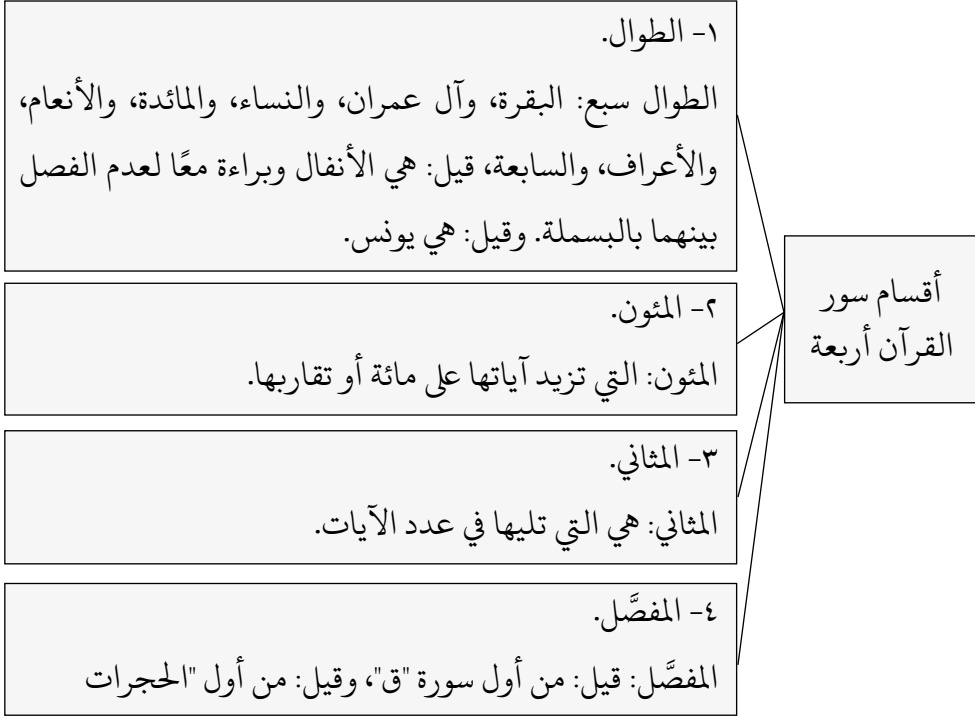 أقسام سور
القرآن أربعة
١- الطوال.
الطوال سبع: البقرة، وآل عمران، والنساء، والمائدة، والأنعام،
والأعراف، والسابعة، قيل: هي الأنفال وبراءة معًا لعدم الفصل
بينهما بالبسملة. وقيل: هي يونس.
٢- المئون.
المئون: التي تزيد آياتها على مائة أو تقاربها.
٣- المثاني.
المثاني: هي التي تليها في عدد الآيات.
٤- المفصَّل.
المفصَّل: قيل: من أول سورة "ق"، وقيل: من أول "الحجرات